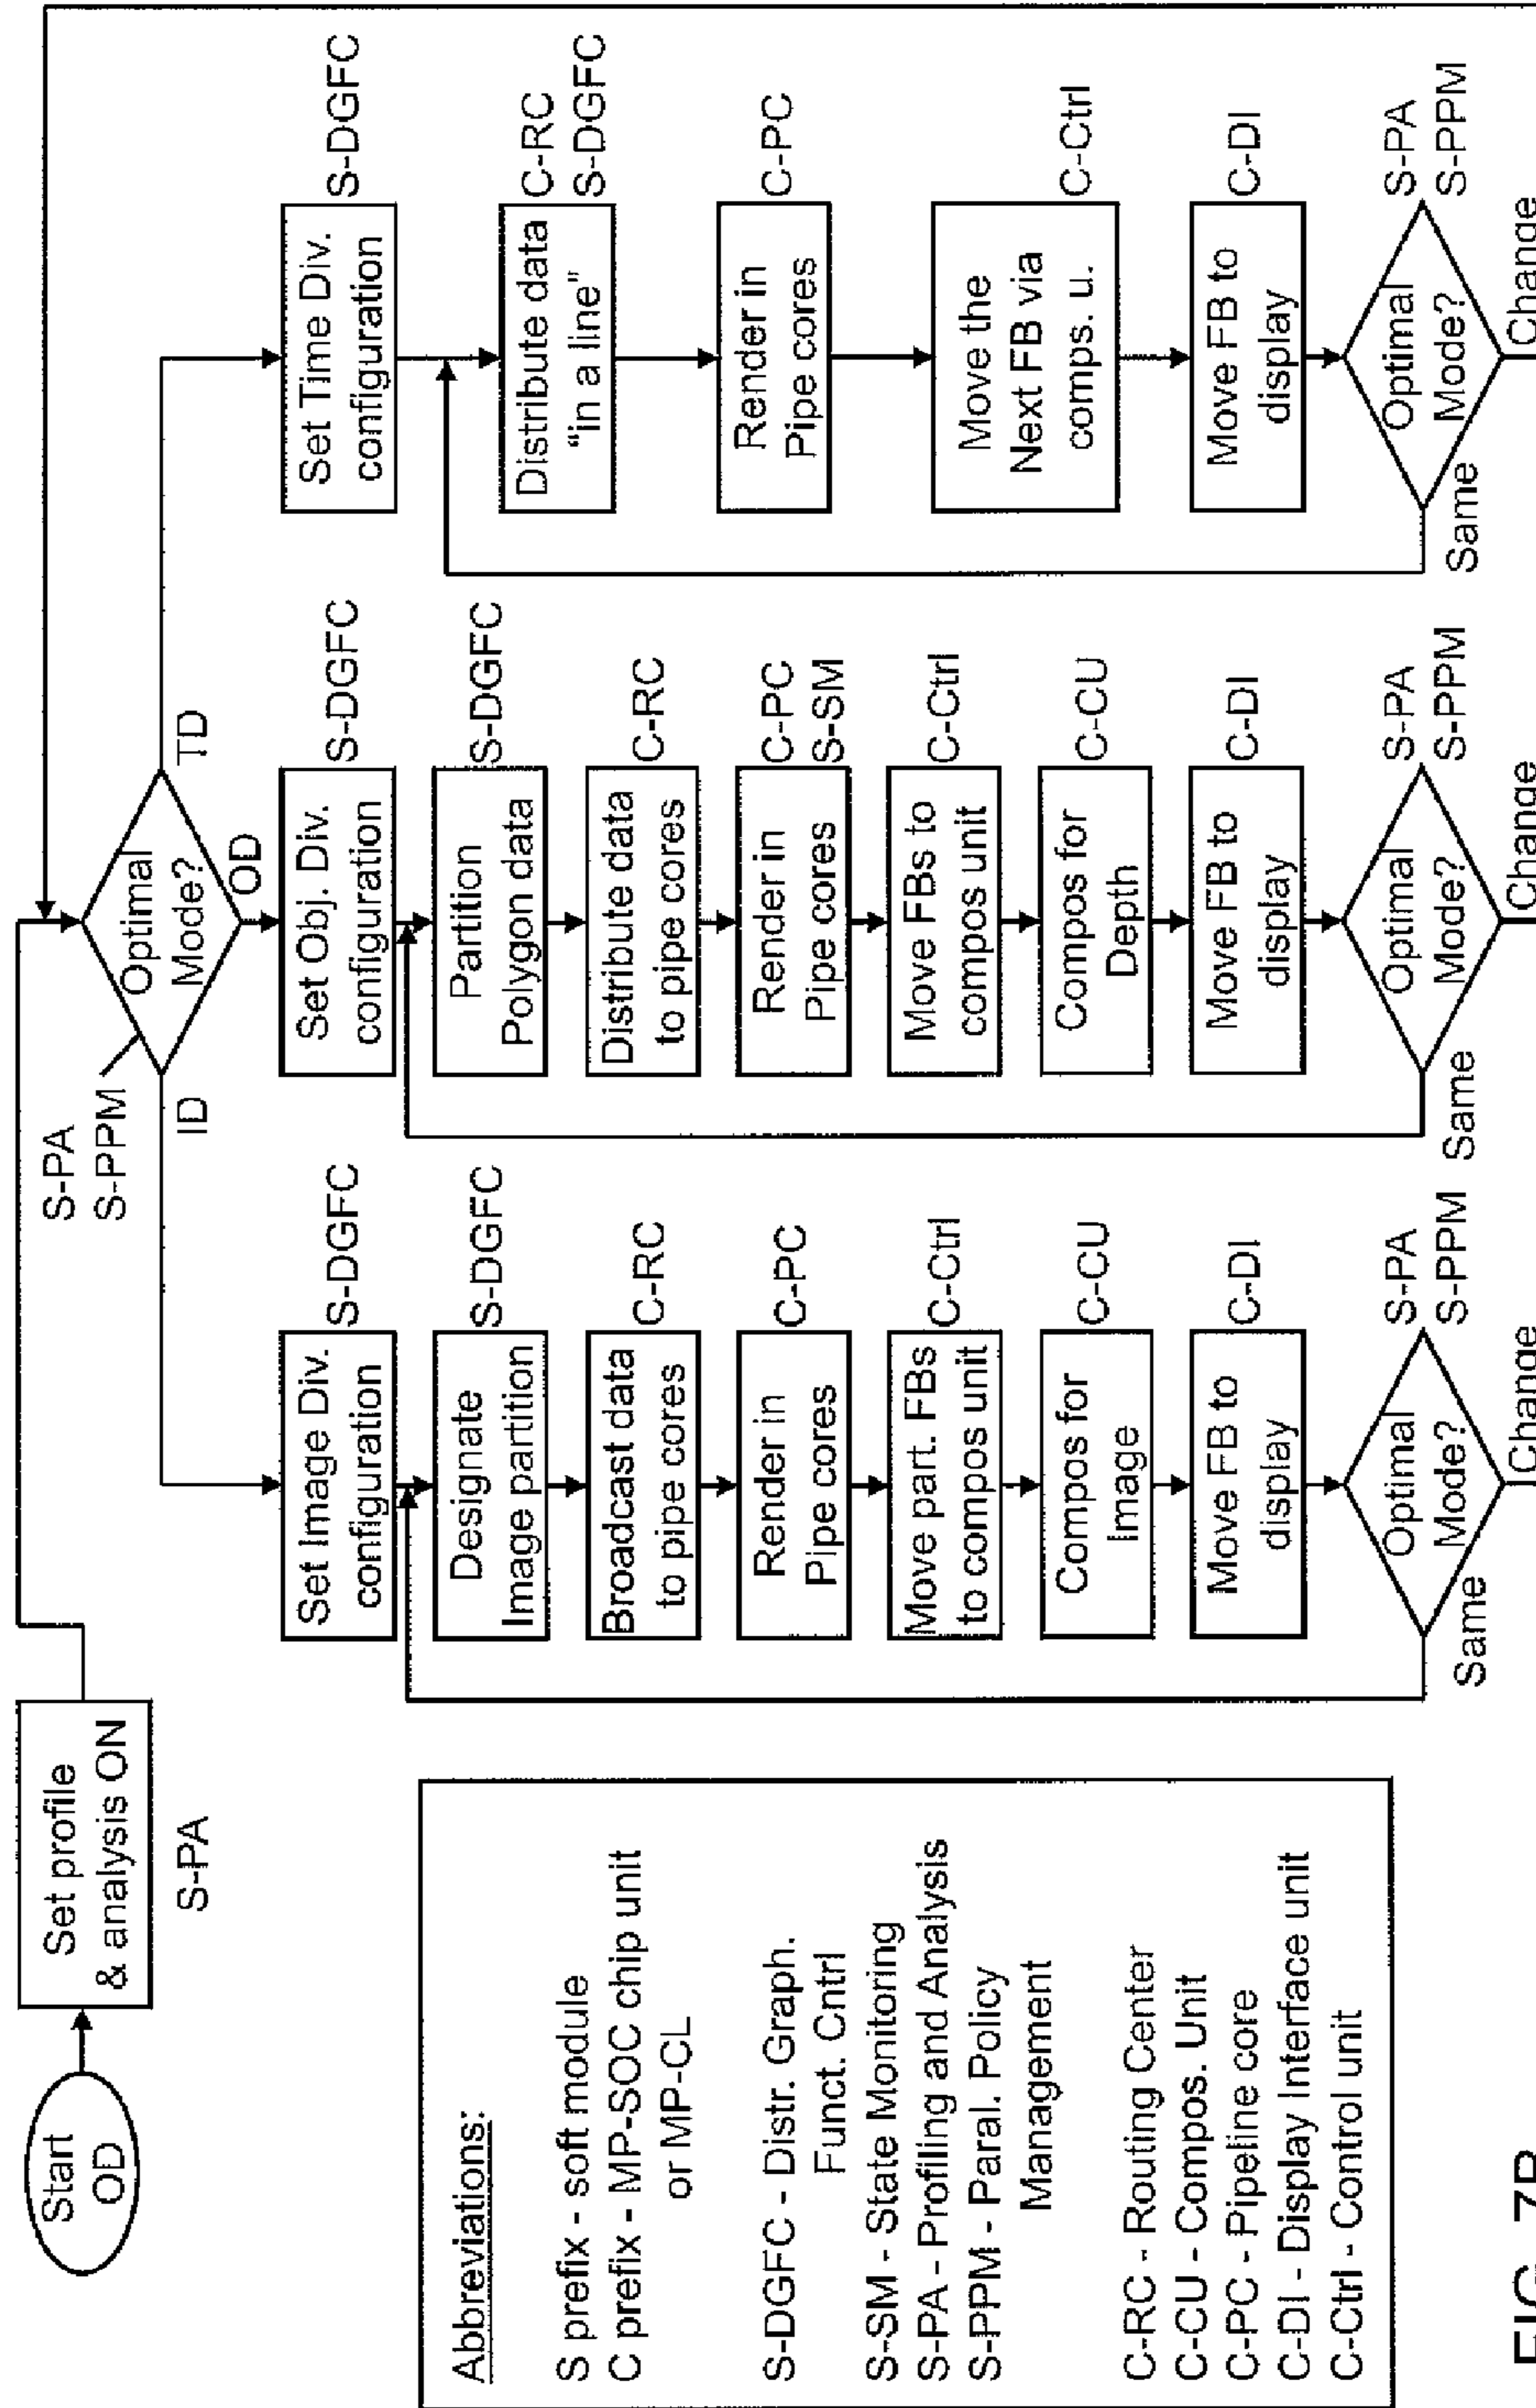 Start
OD
Set profile
& analysis ON
S-PA
S-PA
S-PPM
Optimal
Mode?
ID
OD
TD
Set Image Div.
configuration
S-DGFC
Designate
Image partition
S-DGFC
Broadcast data
to pipe cores
C-RC
Render in
Pipe cores
C-PC
Move part. FBs
to compos unit
C-Ctrl
Compos for
Image
C-CU
Move FB to
display
C-DI
Optimal
Mode?
S-PA
S-PPM
Same
Change
Set Obj. Div.
configuration
S-DGFC
Partition
Polygon data
S-DGFC
Distribute data
to pipe cores
C-RC
Render in
Pipe cores
C-PC
S-SM
Move FBs to
compos unit
C-Ctrl
Compos for
Depth
C-CU
Move FB to
display
C-DI
Optimal
Mode?
S-PA
S-PPM
Same
Change
Set Time Div.
configuration
S-DGFC
Distribute data
"in a line"
C-RC
S-DGFC
Render in
Pipe cores
C-PC
Move the
Next FB via
comps. u.
C-Ctrl
Move FB to
display
C-DI
Optimal
Mode?
S-PA
S-PPM
Same
Change
Abbreviations:
S prefix - soft module
C prefix - MP-SOC chip unit
or MP-CL
S-DGFC - Distr. Graph.
Funct. Cntrl
S-SM - State Monitoring
S-PA - Profiling and Analysis
S-PPM - Paral. Policy
Management
C-RC - Routing Center
C-CU - Compos. Unit
C-PC - Pipeline core
C-DI - Display Interface unit
C-Ctrl - Control unit
FIG. 7B